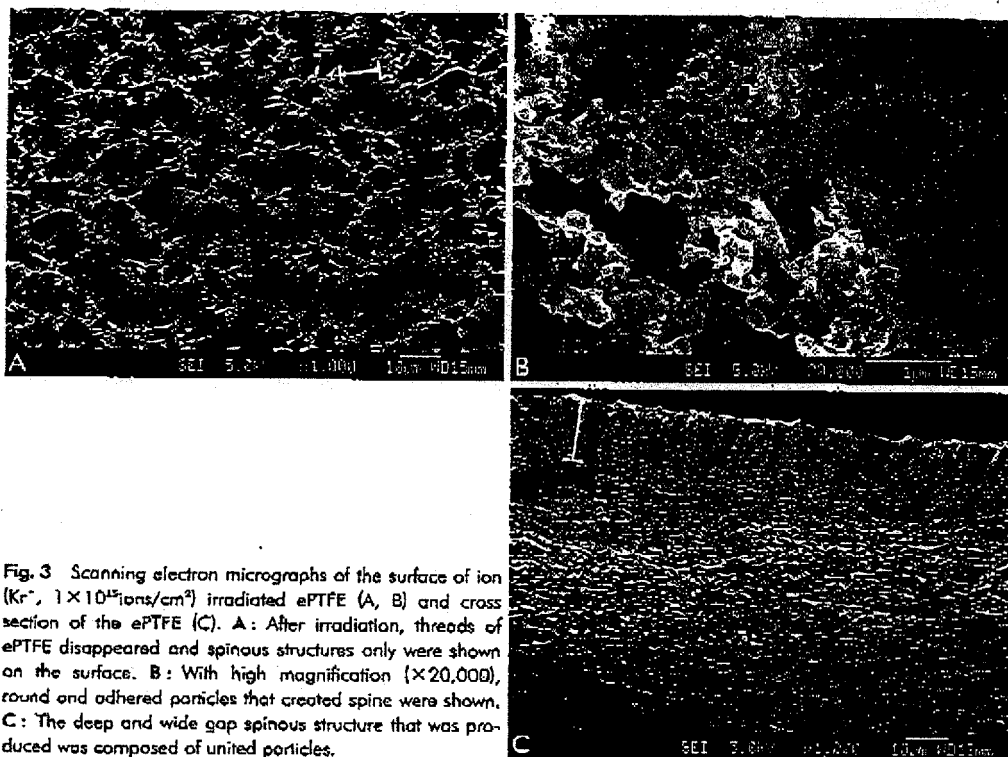 A
SEI 5.0kV ×1,000 10μm WD15mm
B
SEI 5.0kV 20,000 1μm WD15mm
Fig. 3 Scanning electron micrographs of the surface of ion
(Kr⁺, 1×10¹⁵ions/cm²) irradiated ePTFE (A, B) and cross
section of the ePTFE (C). A: After irradiation, threads of
ePTFE disappeared and spinous structures only were shown
on the surface. B: With high magnification (×20,000),
round and adhered particles that created spine were shown.
C: The deep and wide gap spinous structure that was pro-
duced was composed of united particles.
C
SEI 5.0kV ×1,000 10μm WD15mm